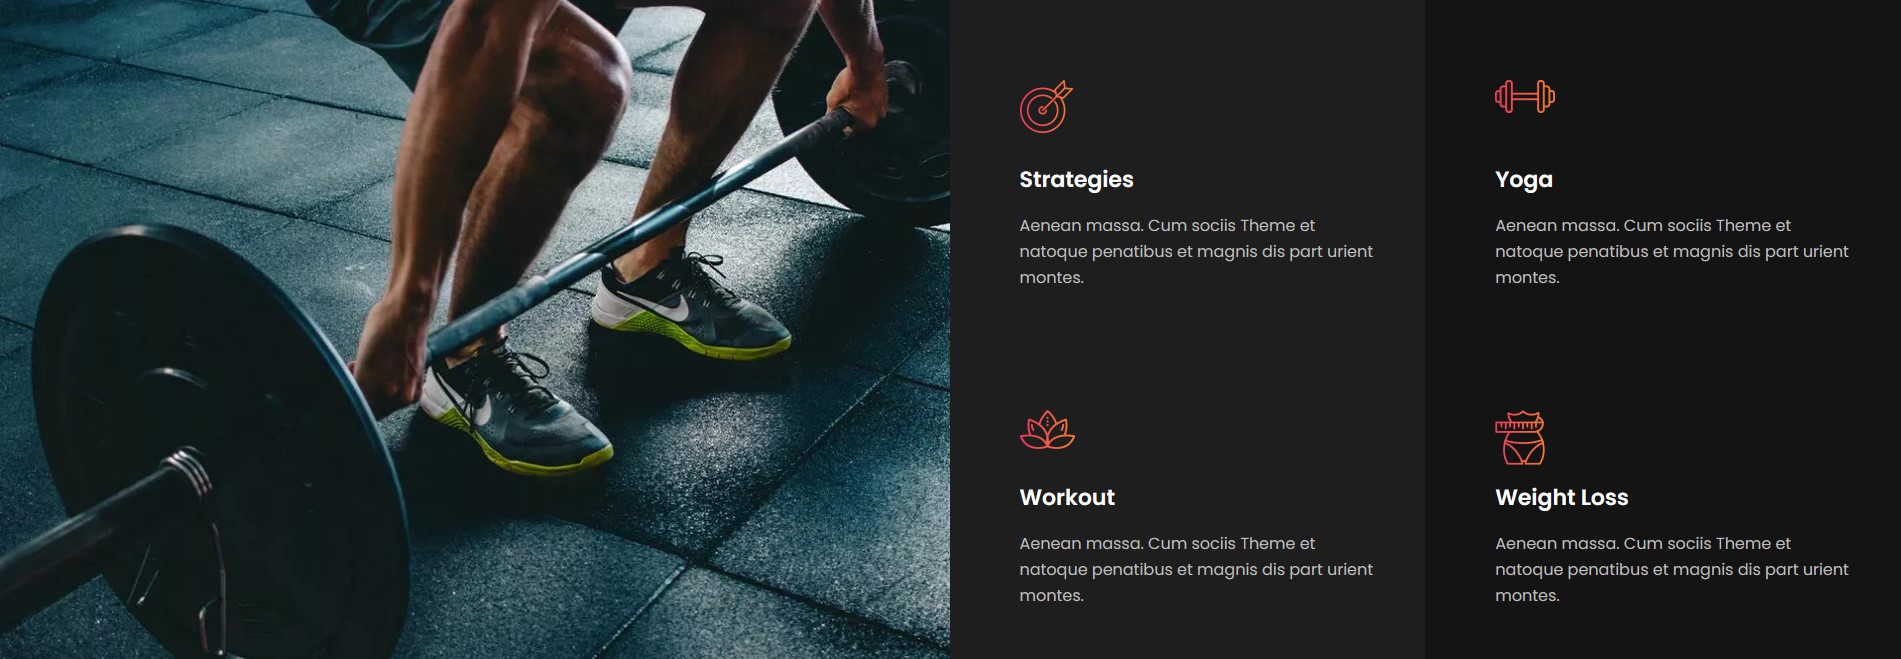 Strategies
Aenean massa. Cum sociis Theme et
natoque penatibus et magnis dis part urient
montes.
Yoga
Aenean massa. Cum sociis Theme et
natoque penatibus et magnis dis part urient
montes.
Workout
Aenean massa. Cum sociis Theme et
natoque penatibus et magnis dis part urient
montes.
Weight Loss
Aenean massa. Cum sociis Theme et
natoque penatibus et magnis dis part urient
montes.